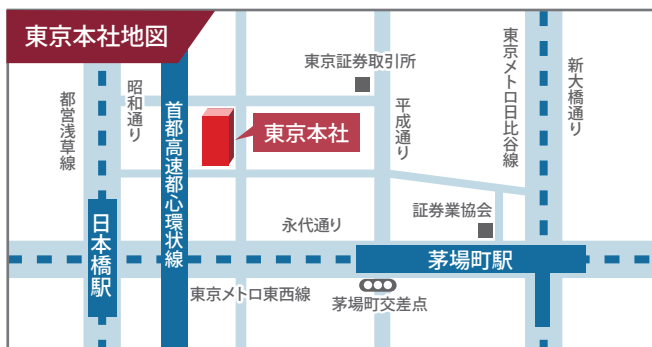 東京本社地図
東京証券取引所
都営浅草線
昭和通り
首都高速都心環状線
東京本社
平成通り
東京メトロ日比谷線
新大橋通り
永代通り
証券業協会
日本橋駅
茅場町駅
東京メトロ東西線
茅場町交差点